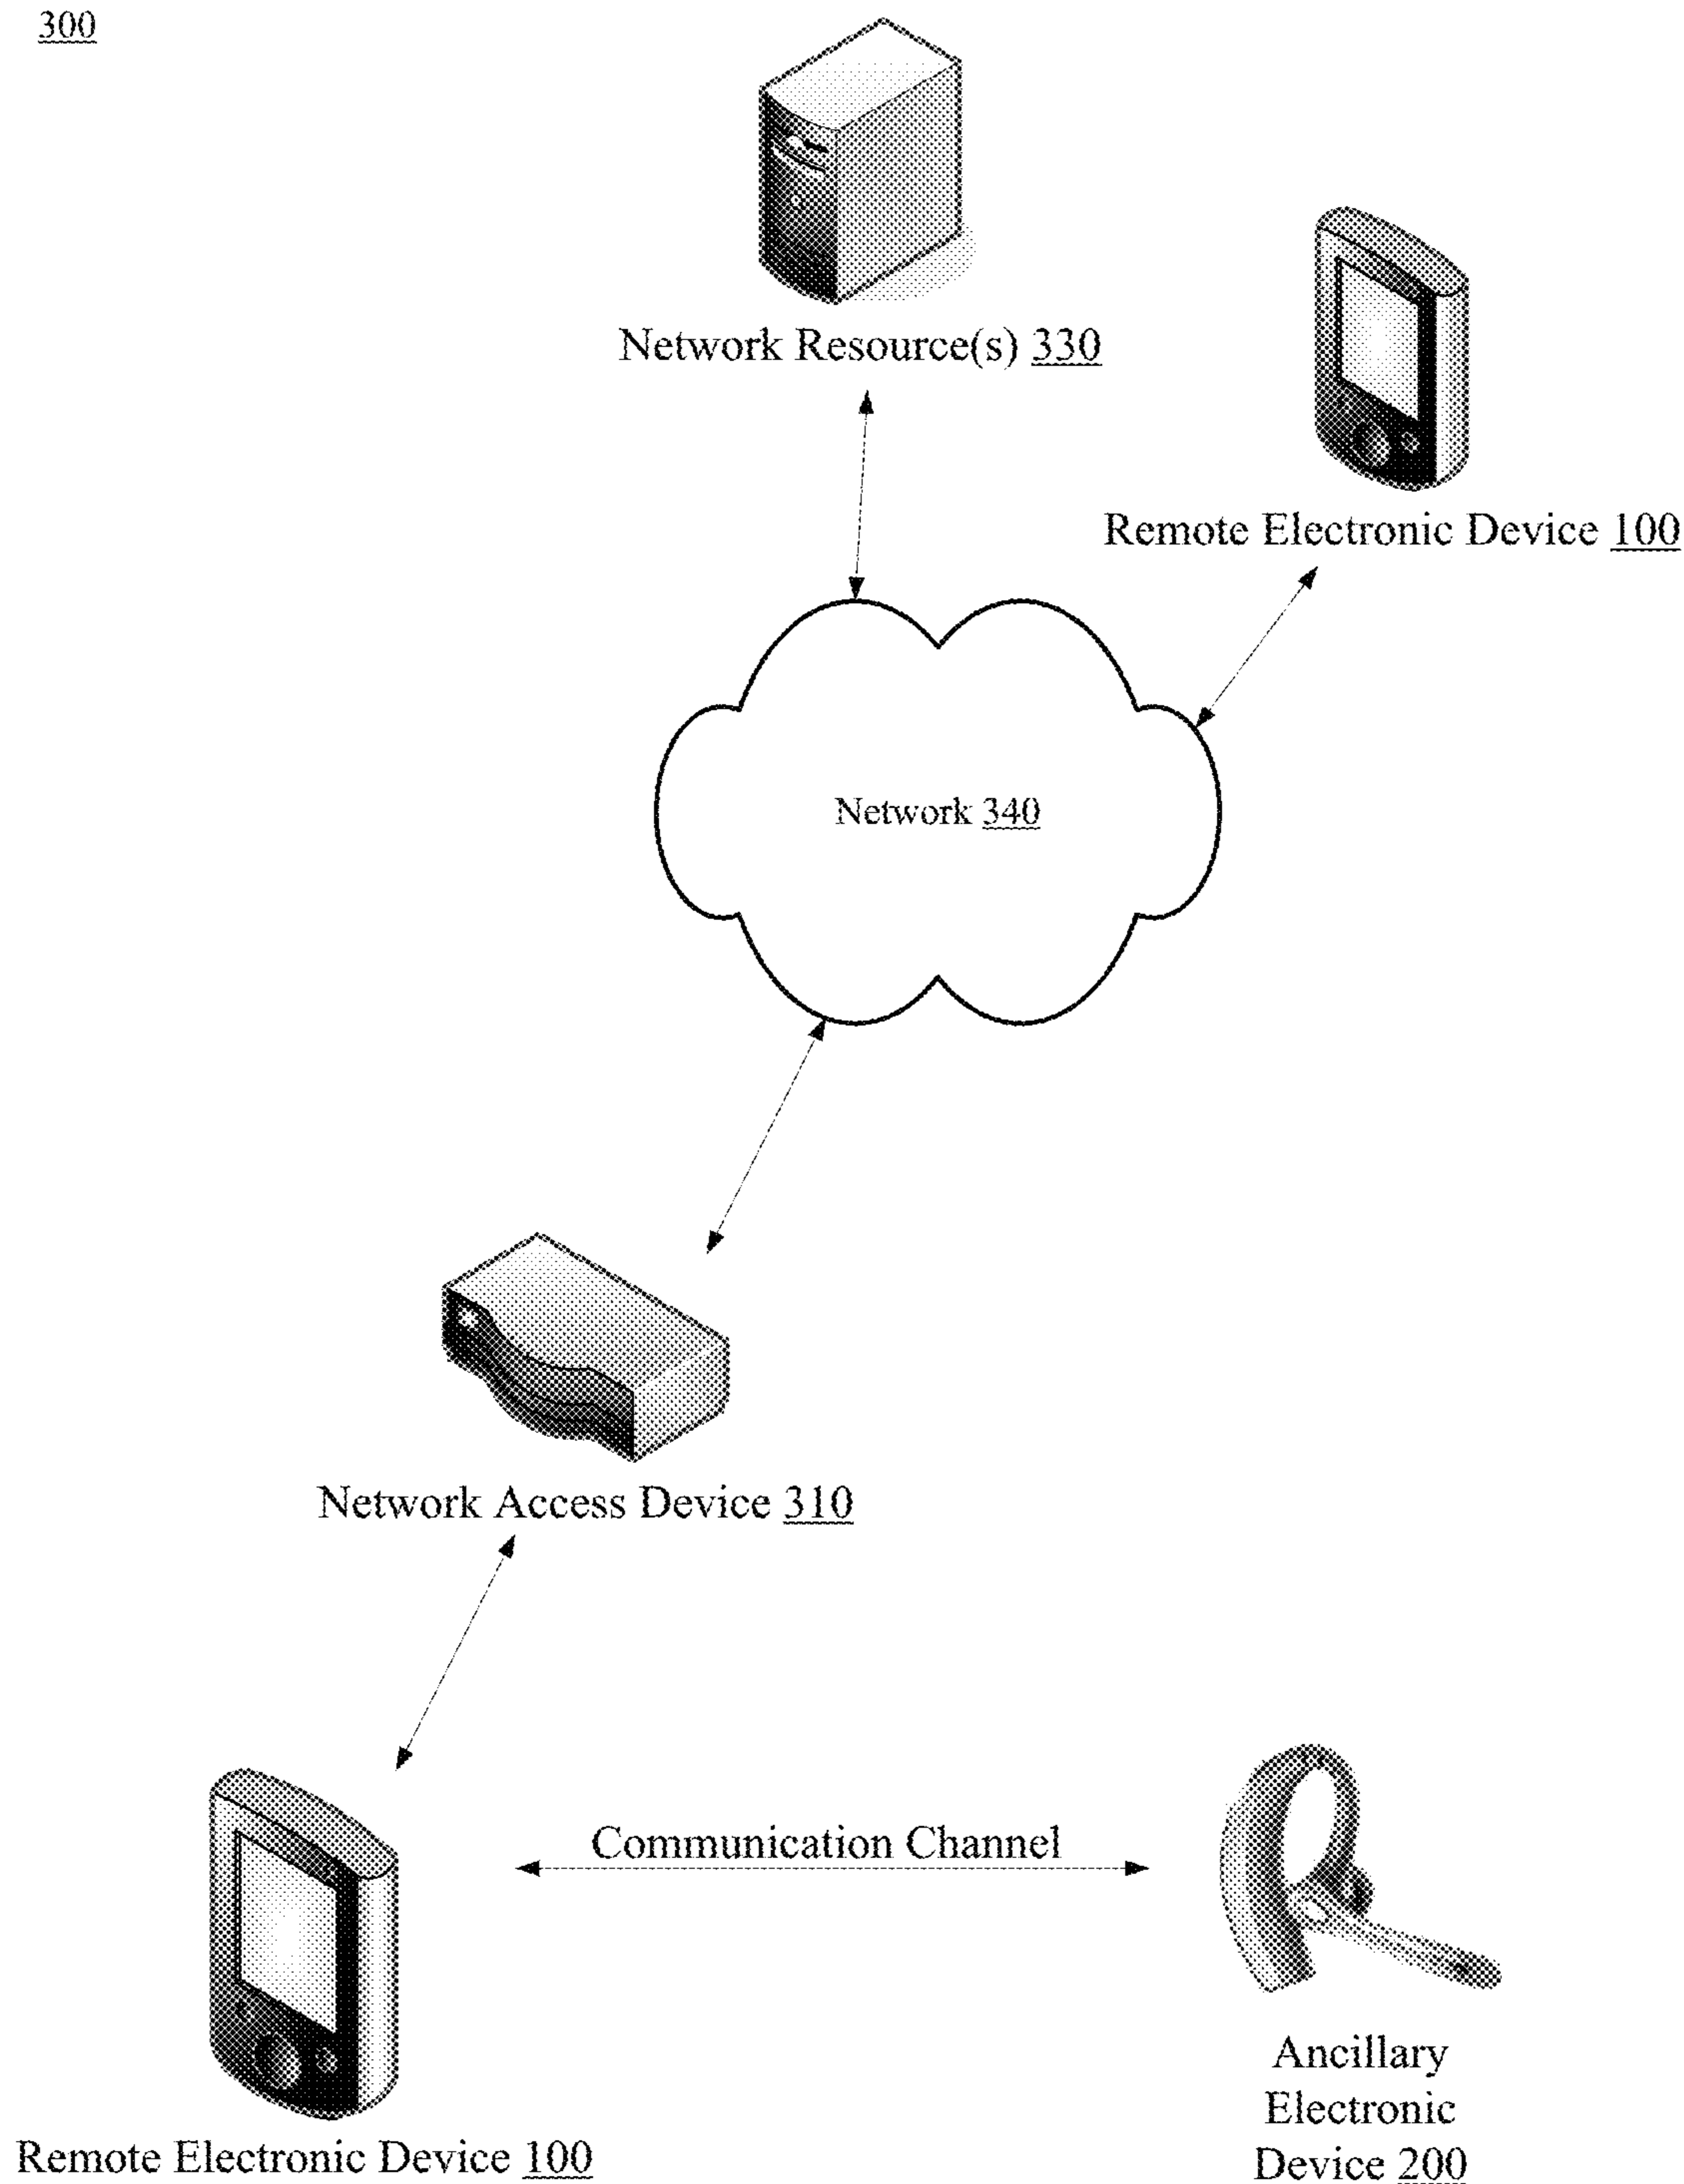 300
Network Resource(s) 330
Remote Electronic Device 100
Network 340
Network Access Device 310
Communication Channel
Ancillary
Electronic
Device 200
Remote Electronic Device 100